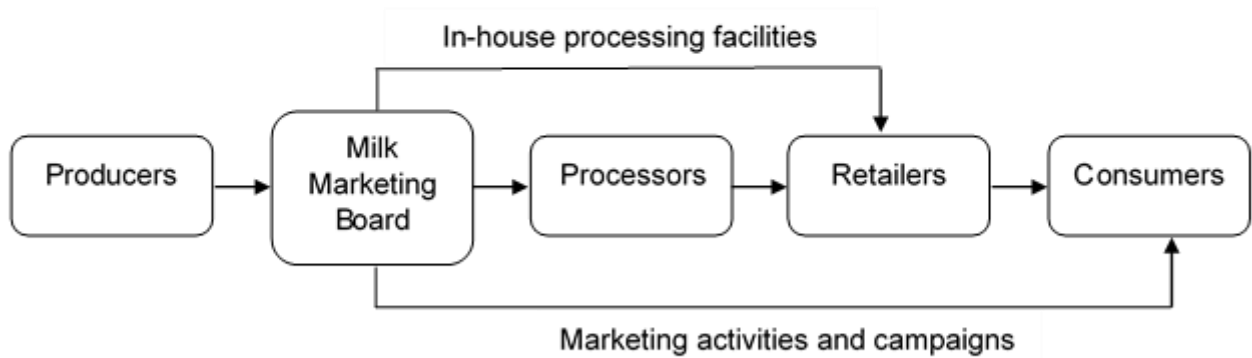 In-house processing facilities
Producers
Milk
Marketing
Board
Processors
Retailers
Consumers
Marketing activities and campaigns